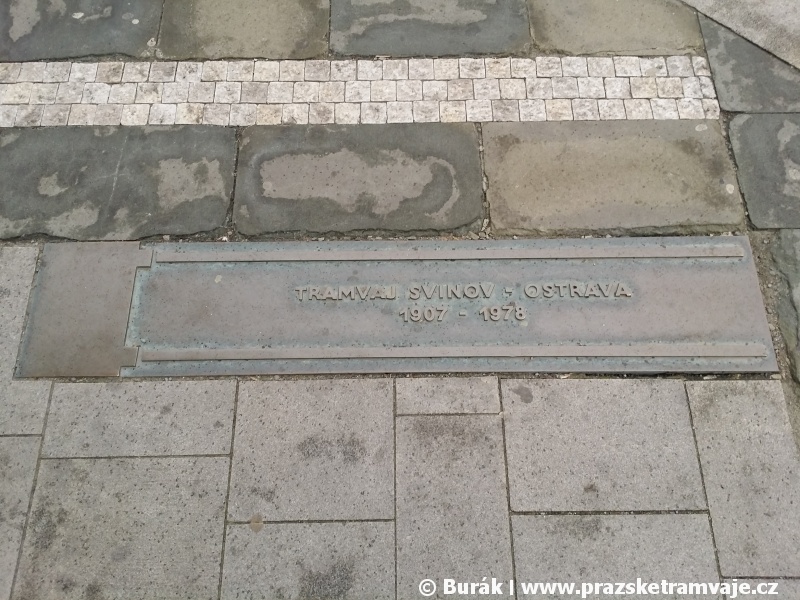 TRAMVAJ SVINOV - OSTRAVA
1907 - 1978
© Burák | www.prazsketramvaje.cz